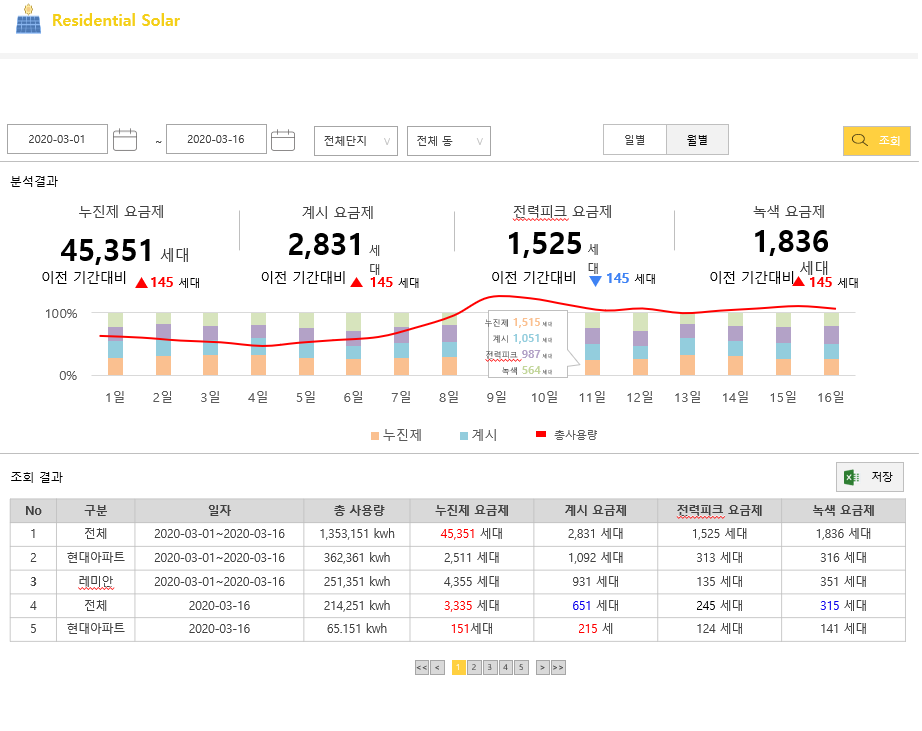 Residential Solar
2020-03-01 ~ 2020-03-16 전체단지 ∨ 전체 동 ∨ 일별 월별 조회
분석결과
누진제 요금제 계시 요금제 전력피크 요금제 녹색 요금제
45,351 세대 2,831 세대 1,525 세대 1,836 세대
이전 기간대비 ▲145 세대 이전 기간대비 ▲ 145 세대 이전 기간대비 ▼ 145 세대 이전 기간대비 ▲ 145 세대
100%
누진제 1,515 세대
계시 1,051 세대
전력피크 987 세대
녹색 564 세대
0%
1일 2일 3일 4일 5일 6일 7일 8일 9일 10일 11일 12일 13일 14일 15일 16일
누진제 계시 총사용량
조회 결과 저장
No 구분 일자 총 사용량 누진제 요금제 계시 요금제 전력피크 요금제 녹색 요금제
1 전체 2020-03-01~2020-03-16 1,353,151 kwh 45,351 세대 2,831 세대 1,525 세대 1,836 세대
2 현대아파트 2020-03-01~2020-03-16 362,361 kwh 2,511 세대 1,092 세대 313 세대 316 세대
3 레미안 2020-03-01~2020-03-16 251,351 kwh 4,355 세대 931 세대 135 세대 351 세대
4 전체 2020-03-16 214,251 kwh 3,335 세대 651 세대 245 세대 315 세대
5 현대아파트 2020-03-16 65.151 kwh 151세대 215 세 124 세대 141 세대
<< < 1 2 3 4 5 > >>